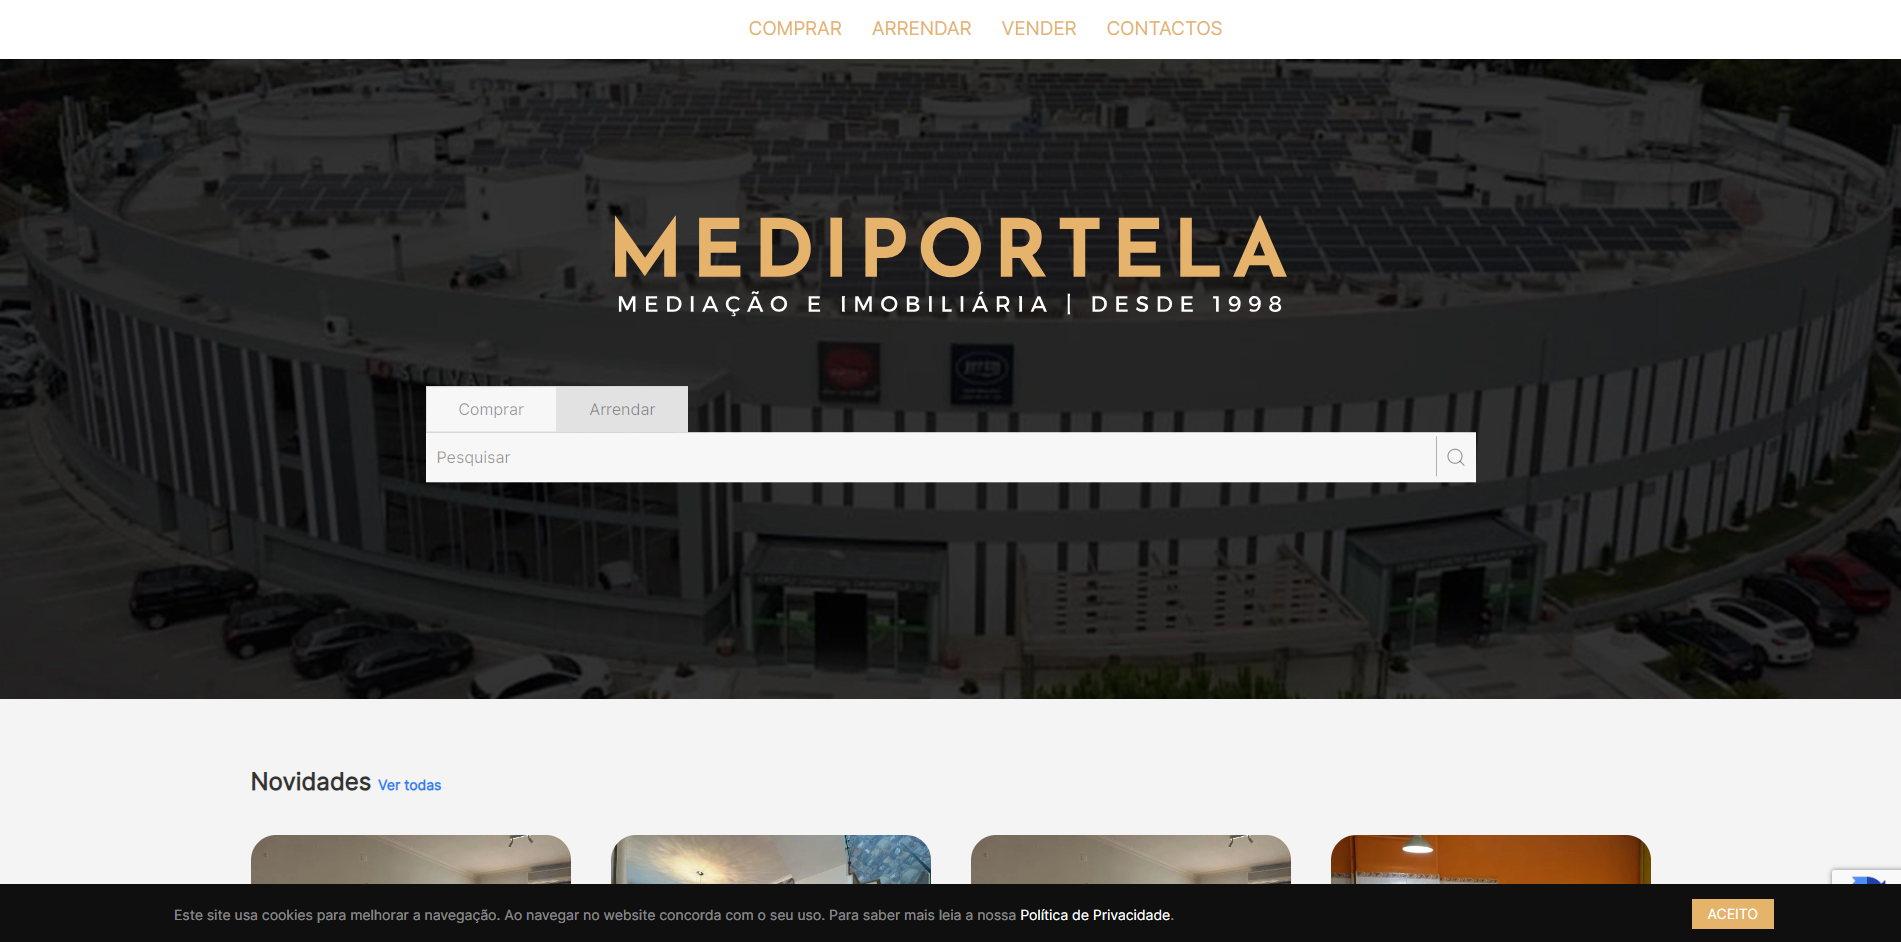 COMPRAR ARRENDAR VENDER CONTACTOS
MEDIPORTELA
MEDIAÇÃO E IMOBILIÁRIA | DESDE 1998
Comprar Arrendar
Pesquisar
Novidades Ver todas
Este site usa cookies para melhorar a navegação. Ao navegar no website concorda com o seu uso. Para saber mais leia a nossa Política de Privacidade.
ACEITO